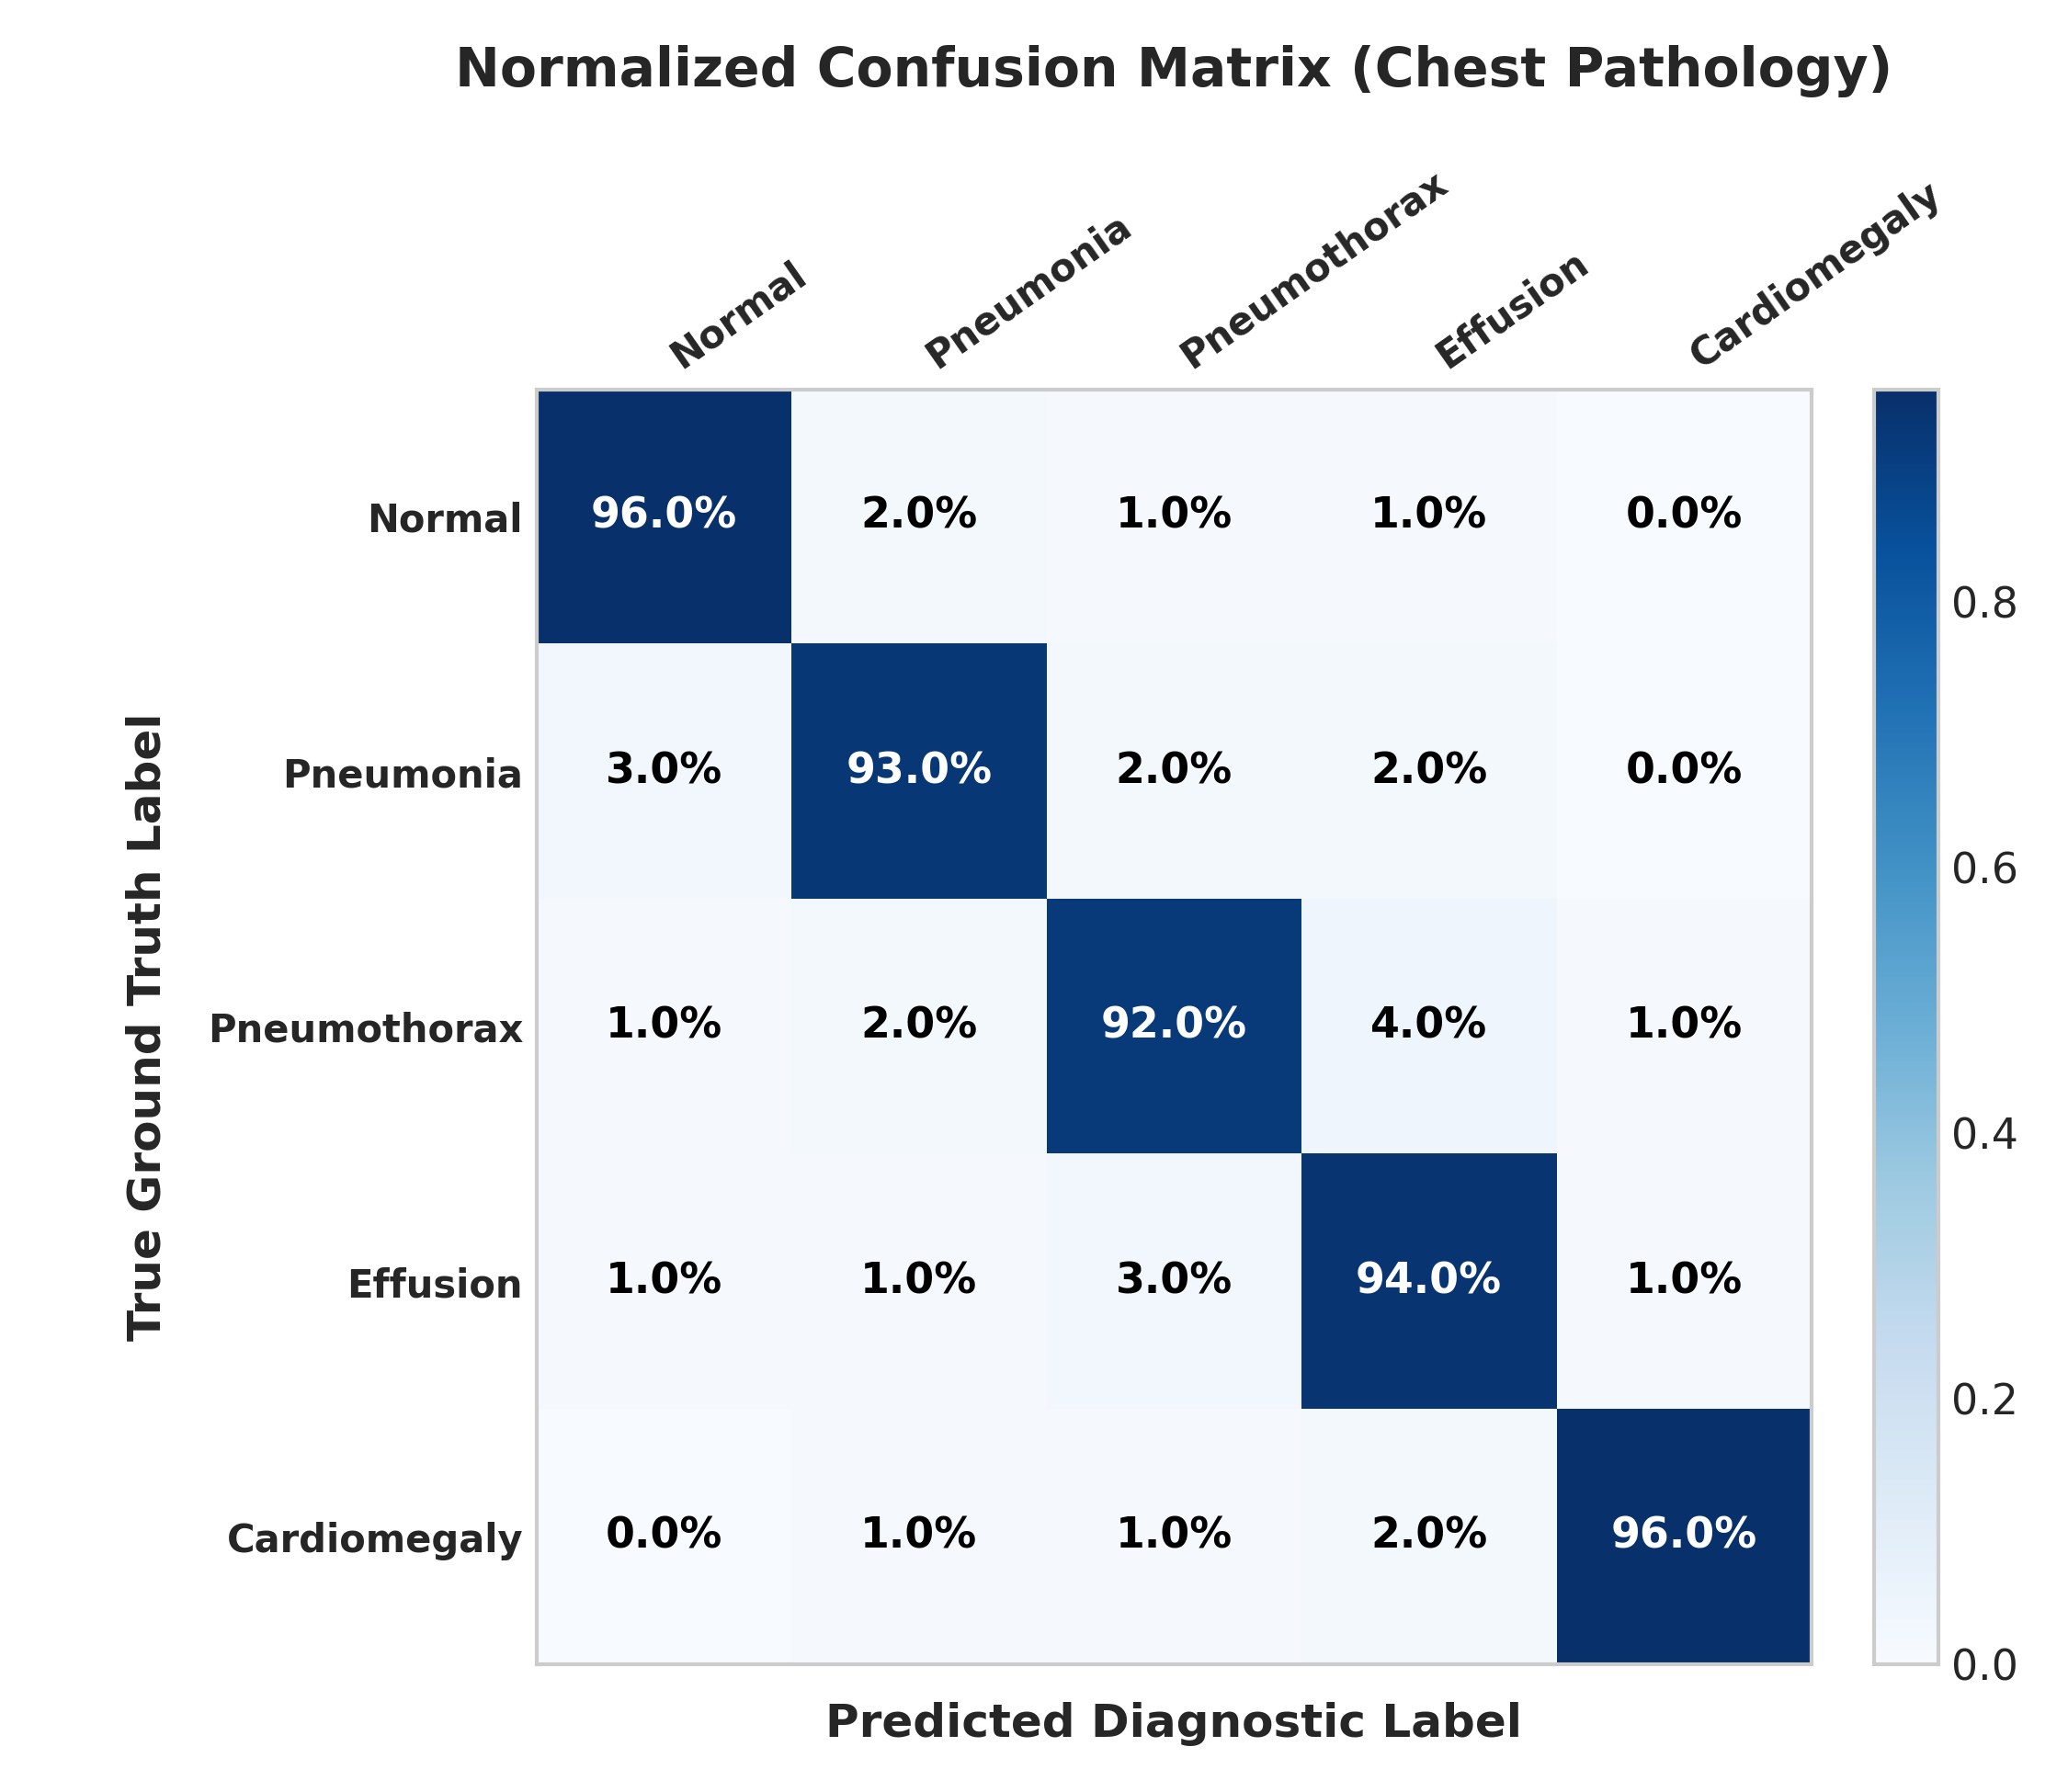 Normalized Confusion Matrix (Chest Pathology)
Normal Pneumonia Pneumothorax Effusion Cardiomegaly
Normal 96.0% 2.0% 1.0% 1.0% 0.0%
Pneumonia 3.0% 93.0% 2.0% 2.0% 0.0%
Pneumothorax 1.0% 2.0% 92.0% 4.0% 1.0%
Effusion 1.0% 1.0% 3.0% 94.0% 1.0%
Cardiomegaly 0.0% 1.0% 1.0% 2.0% 96.0%
True Ground Truth Label
Predicted Diagnostic Label
0.8
0.6
0.4
0.2
0.0